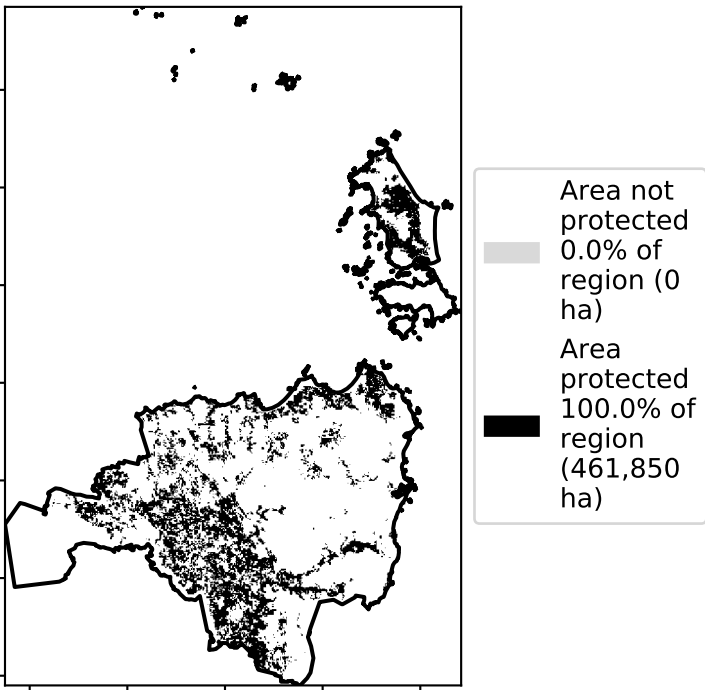 Area not
protected
0.0% of
region (0
ha)
Area
protected
100.0% of
region
(461,850
ha)